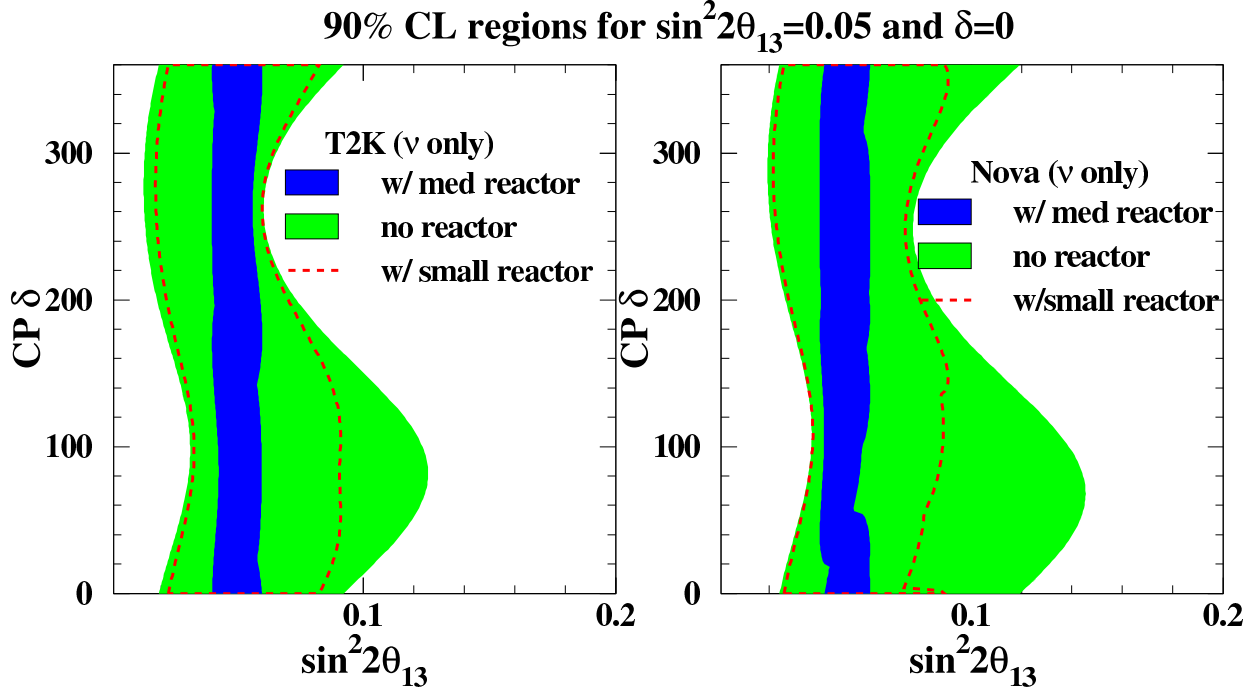 90% CL regions for sin²2θ₁₃=0.05 and δ=0
T2K (ν only)
w/ med reactor
no reactor
w/ small reactor
CP δ
300
200
100
0
0.1
0.2
sin²2θ₁₃
Nova (ν only)
w/ med reactor
no reactor
w/small reactor
CP δ
300
200
100
0
0.1
0.2
sin²2θ₁₃